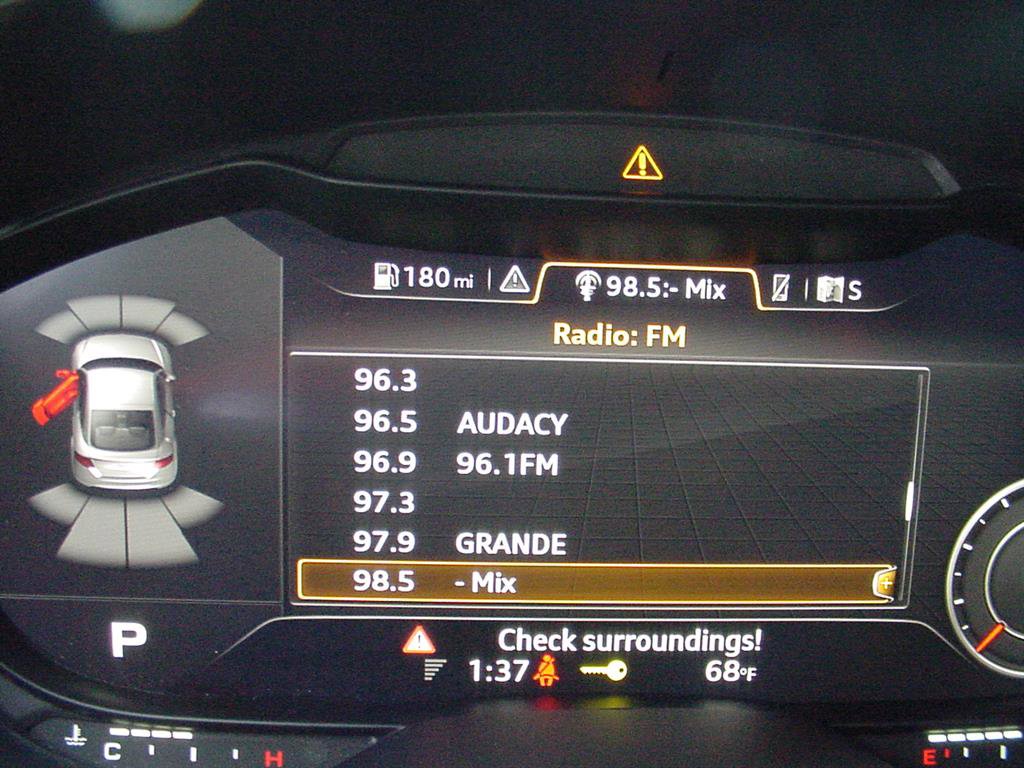 180 mi 98.5:- Mix S
Radio: FM
96.3
96.5 AUDACY
96.9 96.1FM
97.3
97.9 GRANDE
98.5 - Mix
P
Check surroundings!
1:37 68°F
C H
E